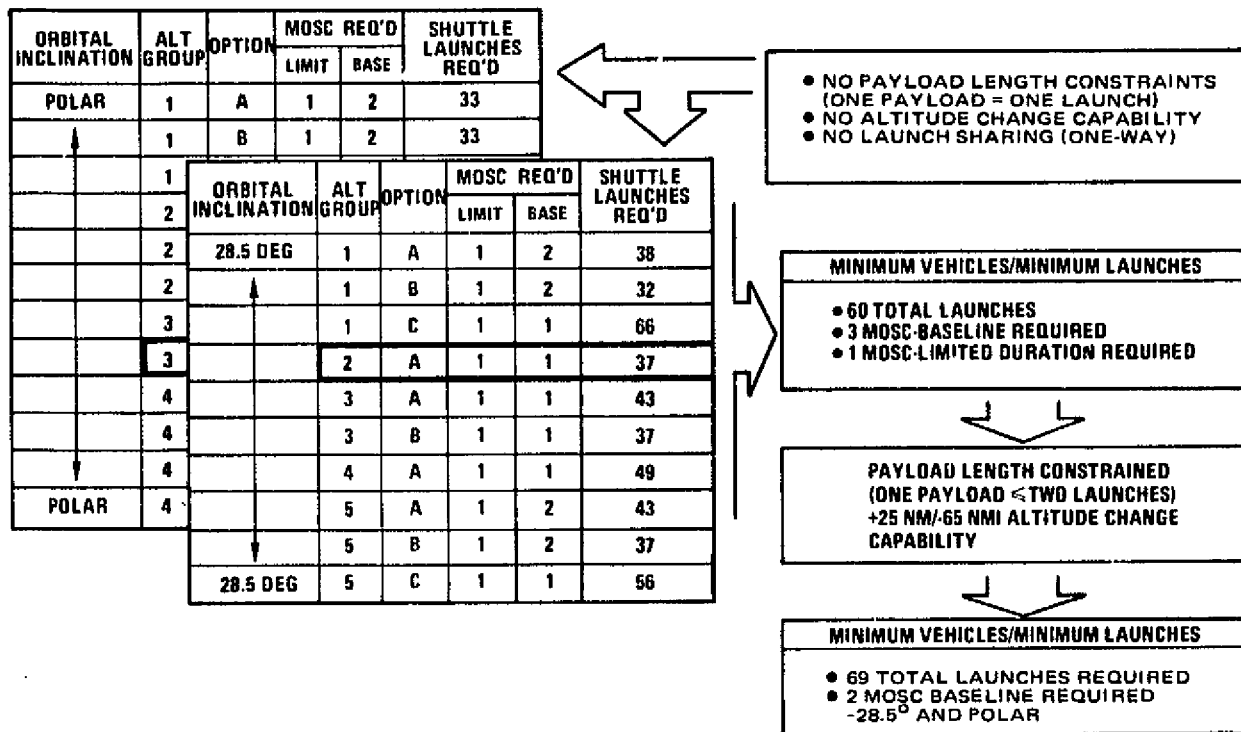 ORBITAL INCLINATION ALT GROUP OPTION MOSC REQ'D LIMIT BASE SHUTTLE LAUNCHES REQ'D
POLAR 1 A 1 2 33
1 B 1 2 33
1
2
2
2
3
3
4
4
4
POLAR 4
ORBITAL INCLINATION ALT GROUP OPTION MOSC REQ'D LIMIT BASE SHUTTLE LAUNCHES REQ'D
28.5 DEG 1 A 1 2 38
1 B 1 2 32
1 C 1 1 66
2 A 1 1 37
3 A 1 1 43
3 B 1 1 37
4 A 1 1 49
5 A 1 2 43
5 B 1 2 37
28.5 DEG 5 C 1 1 56
● NO PAYLOAD LENGTH CONSTRAINTS
(ONE PAYLOAD = ONE LAUNCH)
● NO ALTITUDE CHANGE CAPABILITY
● NO LAUNCH SHARING (ONE-WAY)
MINIMUM VEHICLES/MINIMUM LAUNCHES
● 60 TOTAL LAUNCHES
● 3 MOSC-BASELINE REQUIRED
● 1 MOSC-LIMITED DURATION REQUIRED
PAYLOAD LENGTH CONSTRAINED
(ONE PAYLOAD ⩽ TWO LAUNCHES)
+25 NM/-65 NMI ALTITUDE CHANGE
CAPABILITY
MINIMUM VEHICLES/MINIMUM LAUNCHES
● 69 TOTAL LAUNCHES REQUIRED
● 2 MOSC BASELINE REQUIRED
-28.5° AND POLAR